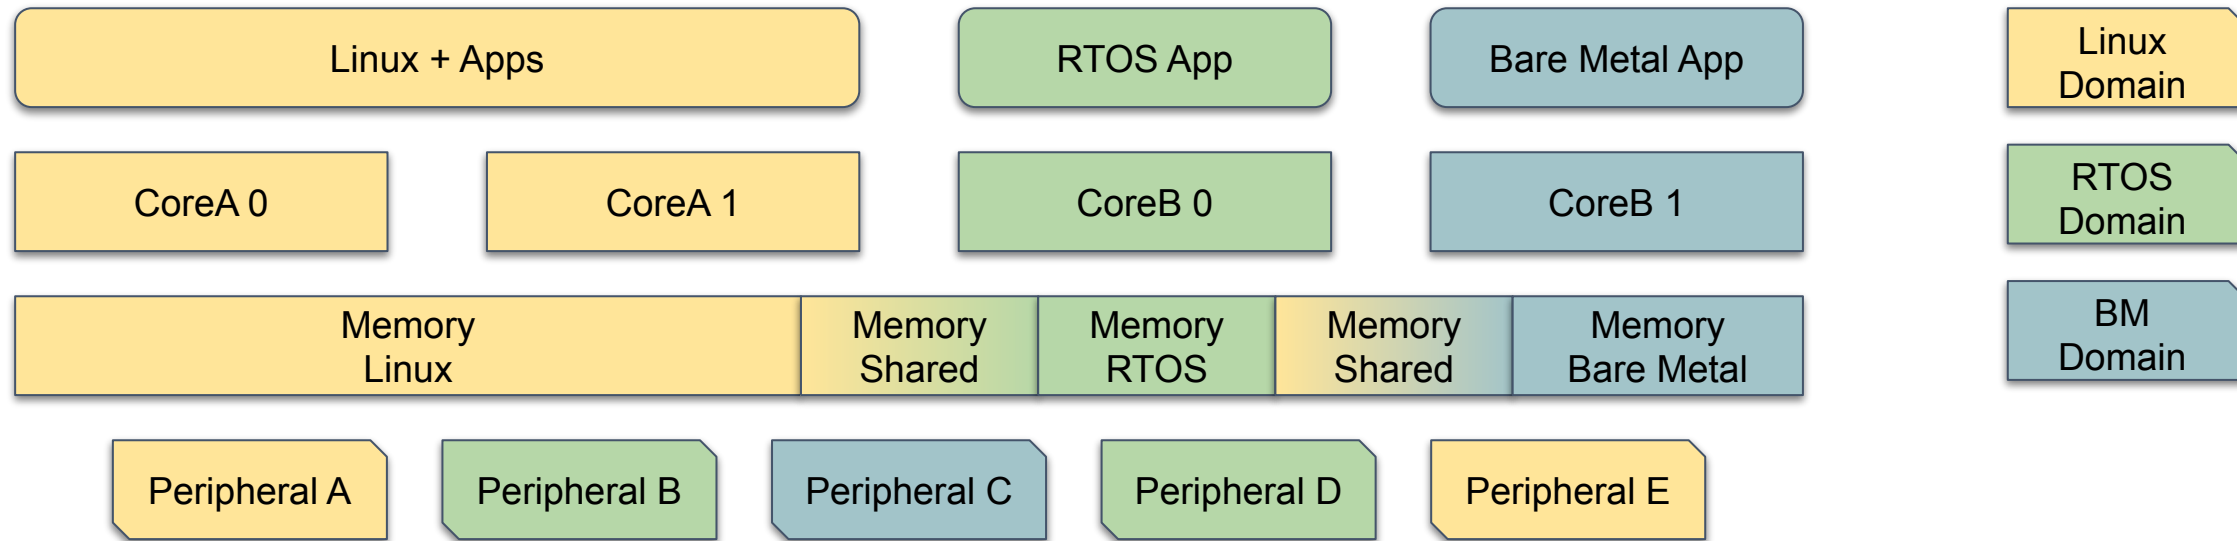 Linux + Apps
RTOS App
Bare Metal App
Linux
Domain
CoreA 0
CoreA 1
CoreB 0
CoreB 1
RTOS
Domain
Memory
Linux
Memory
Shared
Memory
RTOS
Memory
Shared
Memory
Bare Metal
BM
Domain
Peripheral A
Peripheral B
Peripheral C
Peripheral D
Peripheral E